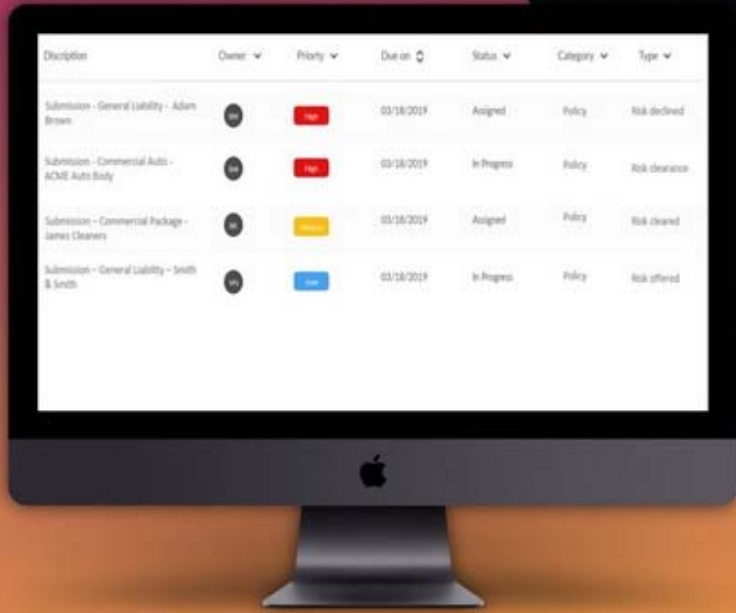 Discription Owner Priorty Due on Status Category Type
Submission - General Liability - Adam
Brown
High 03/18/2019 Assigned Policy Risk declined
Submission - Commercial Auto -
ACME Auto Body
High 03/18/2019 In Progress Policy Risk clearance
Submission – Commercial Package -
James Cleaners
03/18/2019 Assigned Policy Risk cleared
Submission – General Liability – Smith
& Smith
Low 03/18/2019 In Progress Policy Risk offered